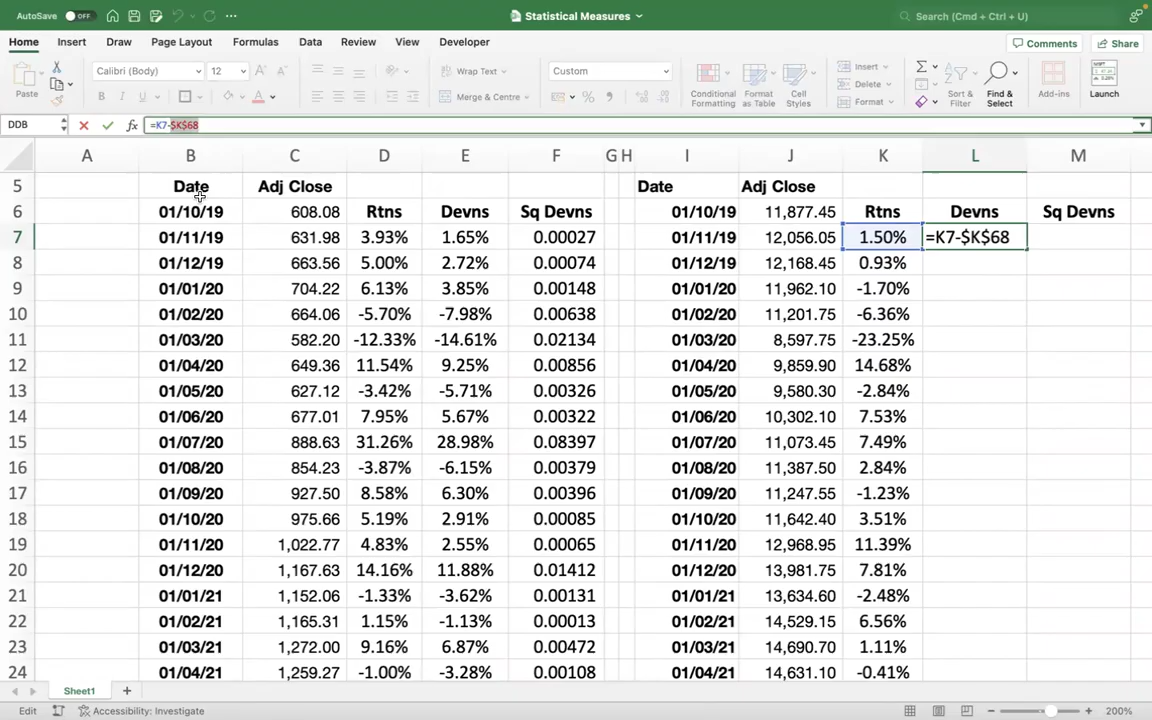 AutoSave OFF Statistical Measures Search (Cmd + Ctrl + U)
Home Insert Draw Page Layout Formulas Data Review View Developer Comments Share
Paste Calibri (Body) 12 Wrap Text Merge & Centre Custom Conditional Formatting Format as Table Cell Styles Insert Delete Format Sort & Filter Find & Select Add-ins Launch
DDB fx =K7-$K$68
A B C D E F G H I J K L M
5 Date Adj Close Date Adj Close
6 01/10/19 608.08 Rtns Devns Sq Devns 01/10/19 11,877.45 Rtns Devns Sq Devns
7 01/11/19 631.98 3.93% 1.65% 0.00027 01/11/19 12,056.05 1.50% =K7-$K$68
8 01/12/19 663.56 5.00% 2.72% 0.00074 01/12/19 12,168.45 0.93%
9 01/01/20 704.22 6.13% 3.85% 0.00148 01/01/20 11,962.10 -1.70%
10 01/02/20 664.06 -5.70% -7.98% 0.00638 01/02/20 11,201.75 -6.36%
11 01/03/20 582.20 -12.33% -14.61% 0.02134 01/03/20 8,597.75 -23.25%
12 01/04/20 649.36 11.54% 9.25% 0.00856 01/04/20 9,859.90 14.68%
13 01/05/20 627.12 -3.42% -5.71% 0.00326 01/05/20 9,580.30 -2.84%
14 01/06/20 677.01 7.95% 5.67% 0.00322 01/06/20 10,302.10 7.53%
15 01/07/20 888.63 31.26% 28.98% 0.08397 01/07/20 11,073.45 7.49%
16 01/08/20 854.23 -3.87% -6.15% 0.00379 01/08/20 11,387.50 2.84%
17 01/09/20 927.50 8.58% 6.30% 0.00396 01/09/20 11,247.55 -1.23%
18 01/10/20 975.66 5.19% 2.91% 0.00085 01/10/20 11,642.40 3.51%
19 01/11/20 1,022.77 4.83% 2.55% 0.00065 01/11/20 12,968.95 11.39%
20 01/12/20 1,167.63 14.16% 11.88% 0.01412 01/12/20 13,981.75 7.81%
21 01/01/21 1,152.06 -1.33% -3.62% 0.00131 01/01/21 13,634.60 -2.48%
22 01/02/21 1,165.31 1.15% -1.13% 0.00013 01/02/21 14,529.15 6.56%
23 01/03/21 1,272.00 9.16% 6.87% 0.00472 01/03/21 14,690.70 1.11%
24 01/04/21 1,259.27 -1.00% -3.28% 0.00108 01/04/21 14,631.10 -0.41%
Sheet1
Edit Accessibility: Investigate 200%